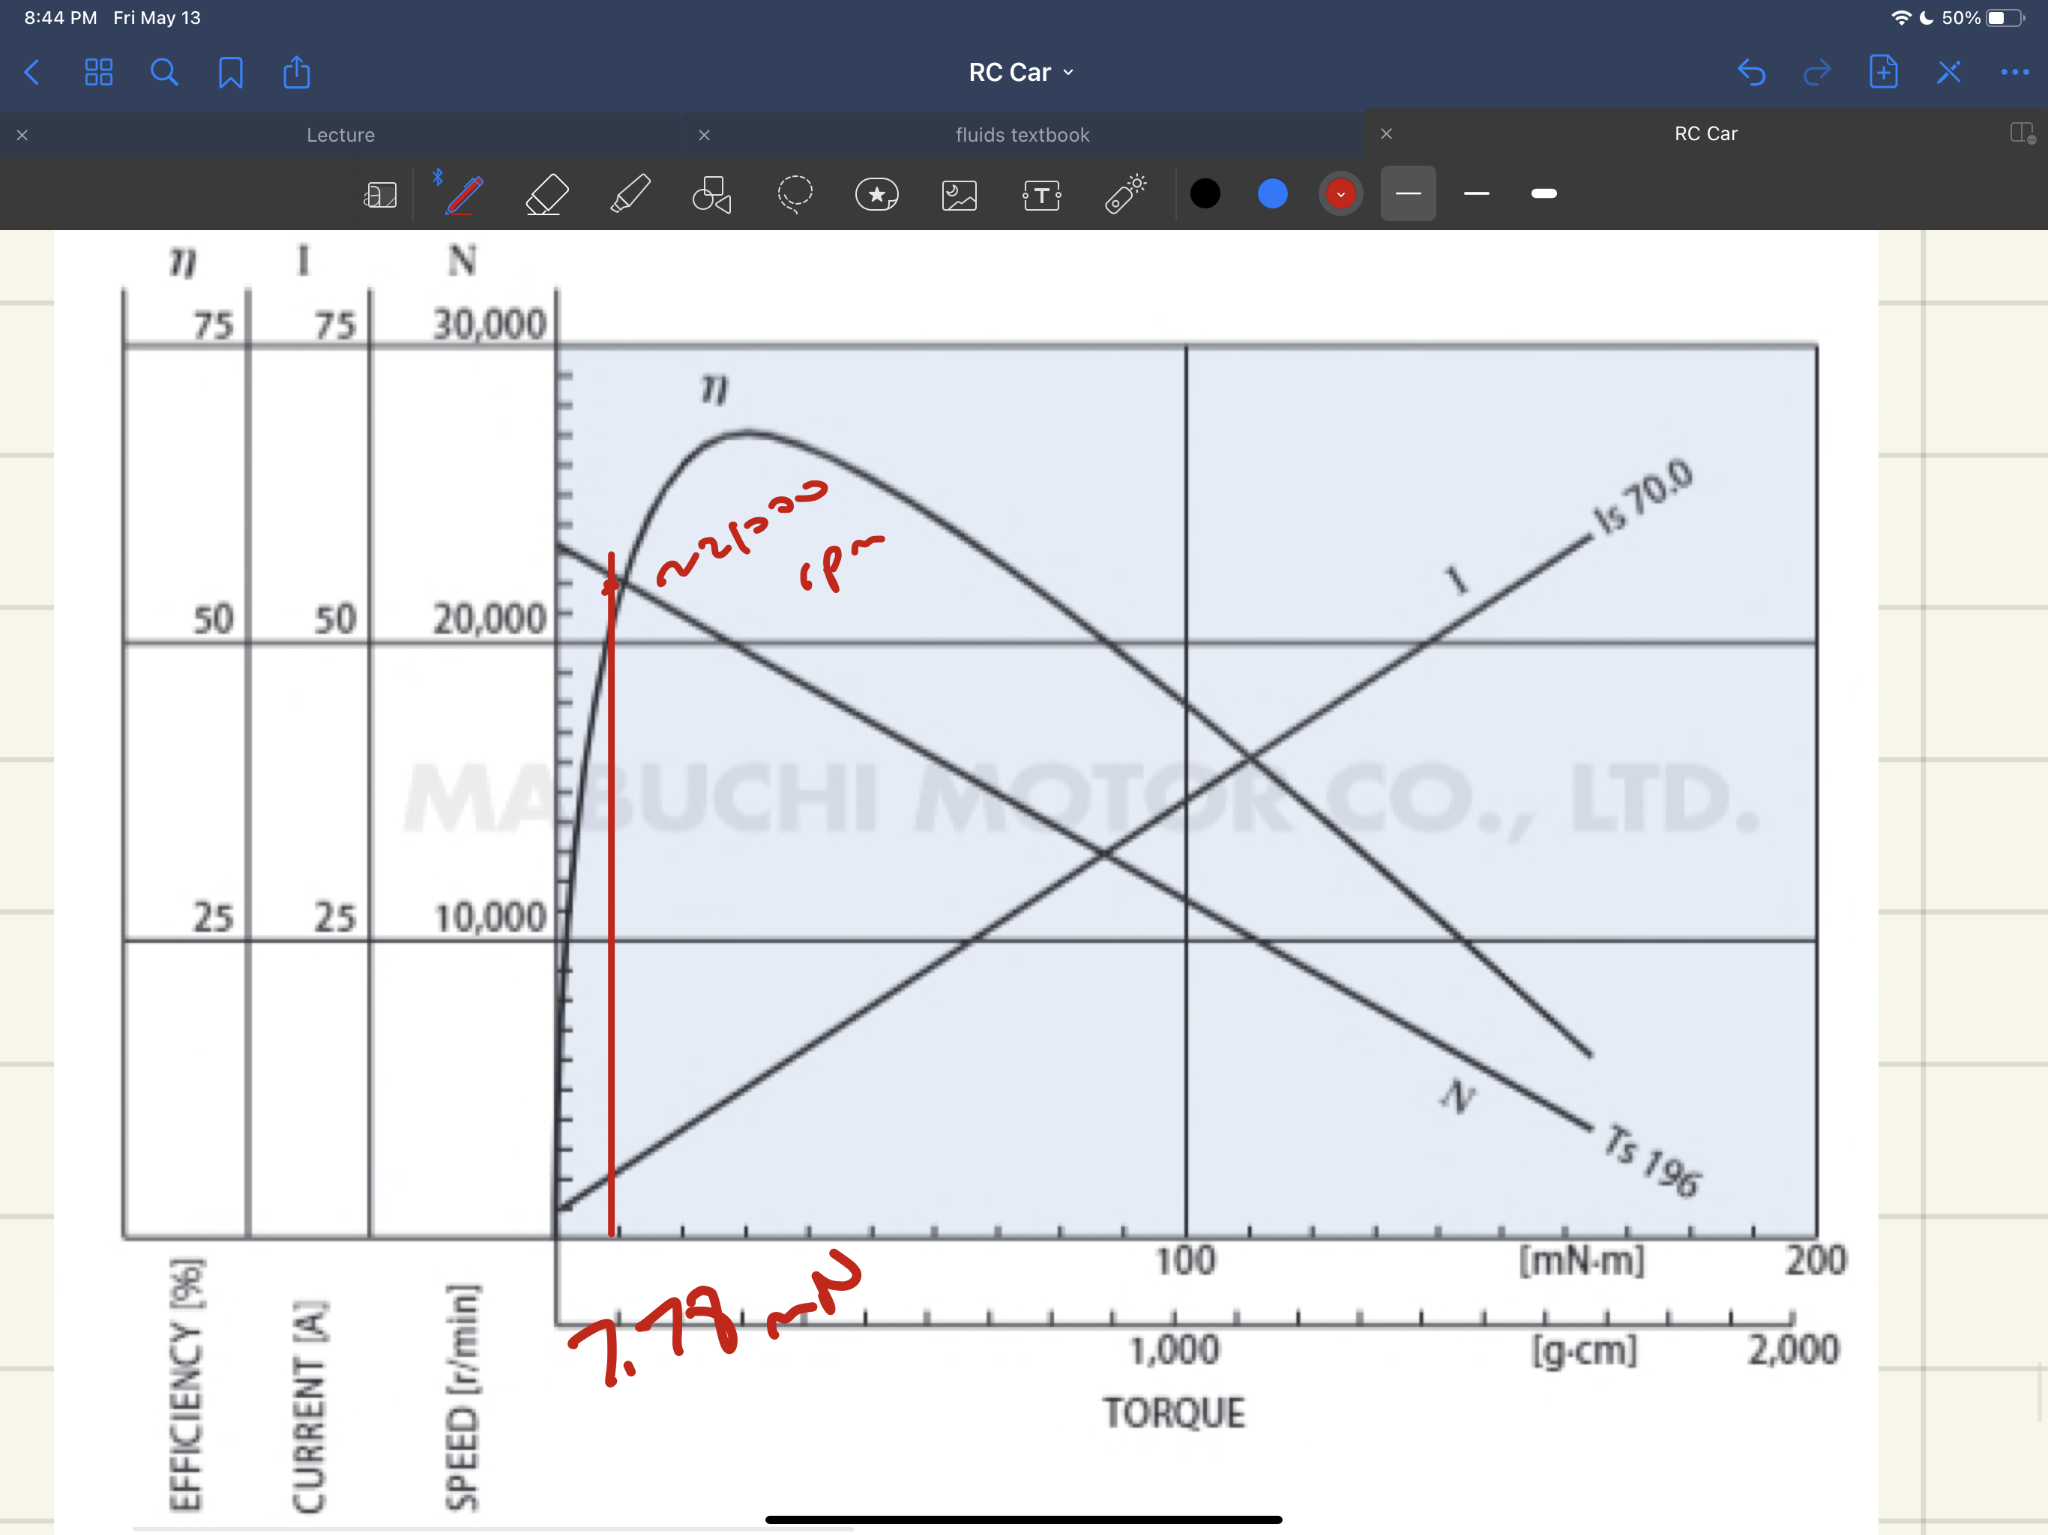 8:44 PM Fri May 13
50%
RC Car
Lecture
fluids textbook
RC Car
T
η I N
75 75 30,000
η
Is 70.0
~21000
rpm
I
50 50 20,000
MABUCHI MOTOR CO., LTD.
25 25 10,000
N
Ts 196
100 [mN·m] 200
7.78 mN
1,000 [g·cm] 2,000
TORQUE
EFFICIENCY [%]
CURRENT [A]
SPEED [r/min]